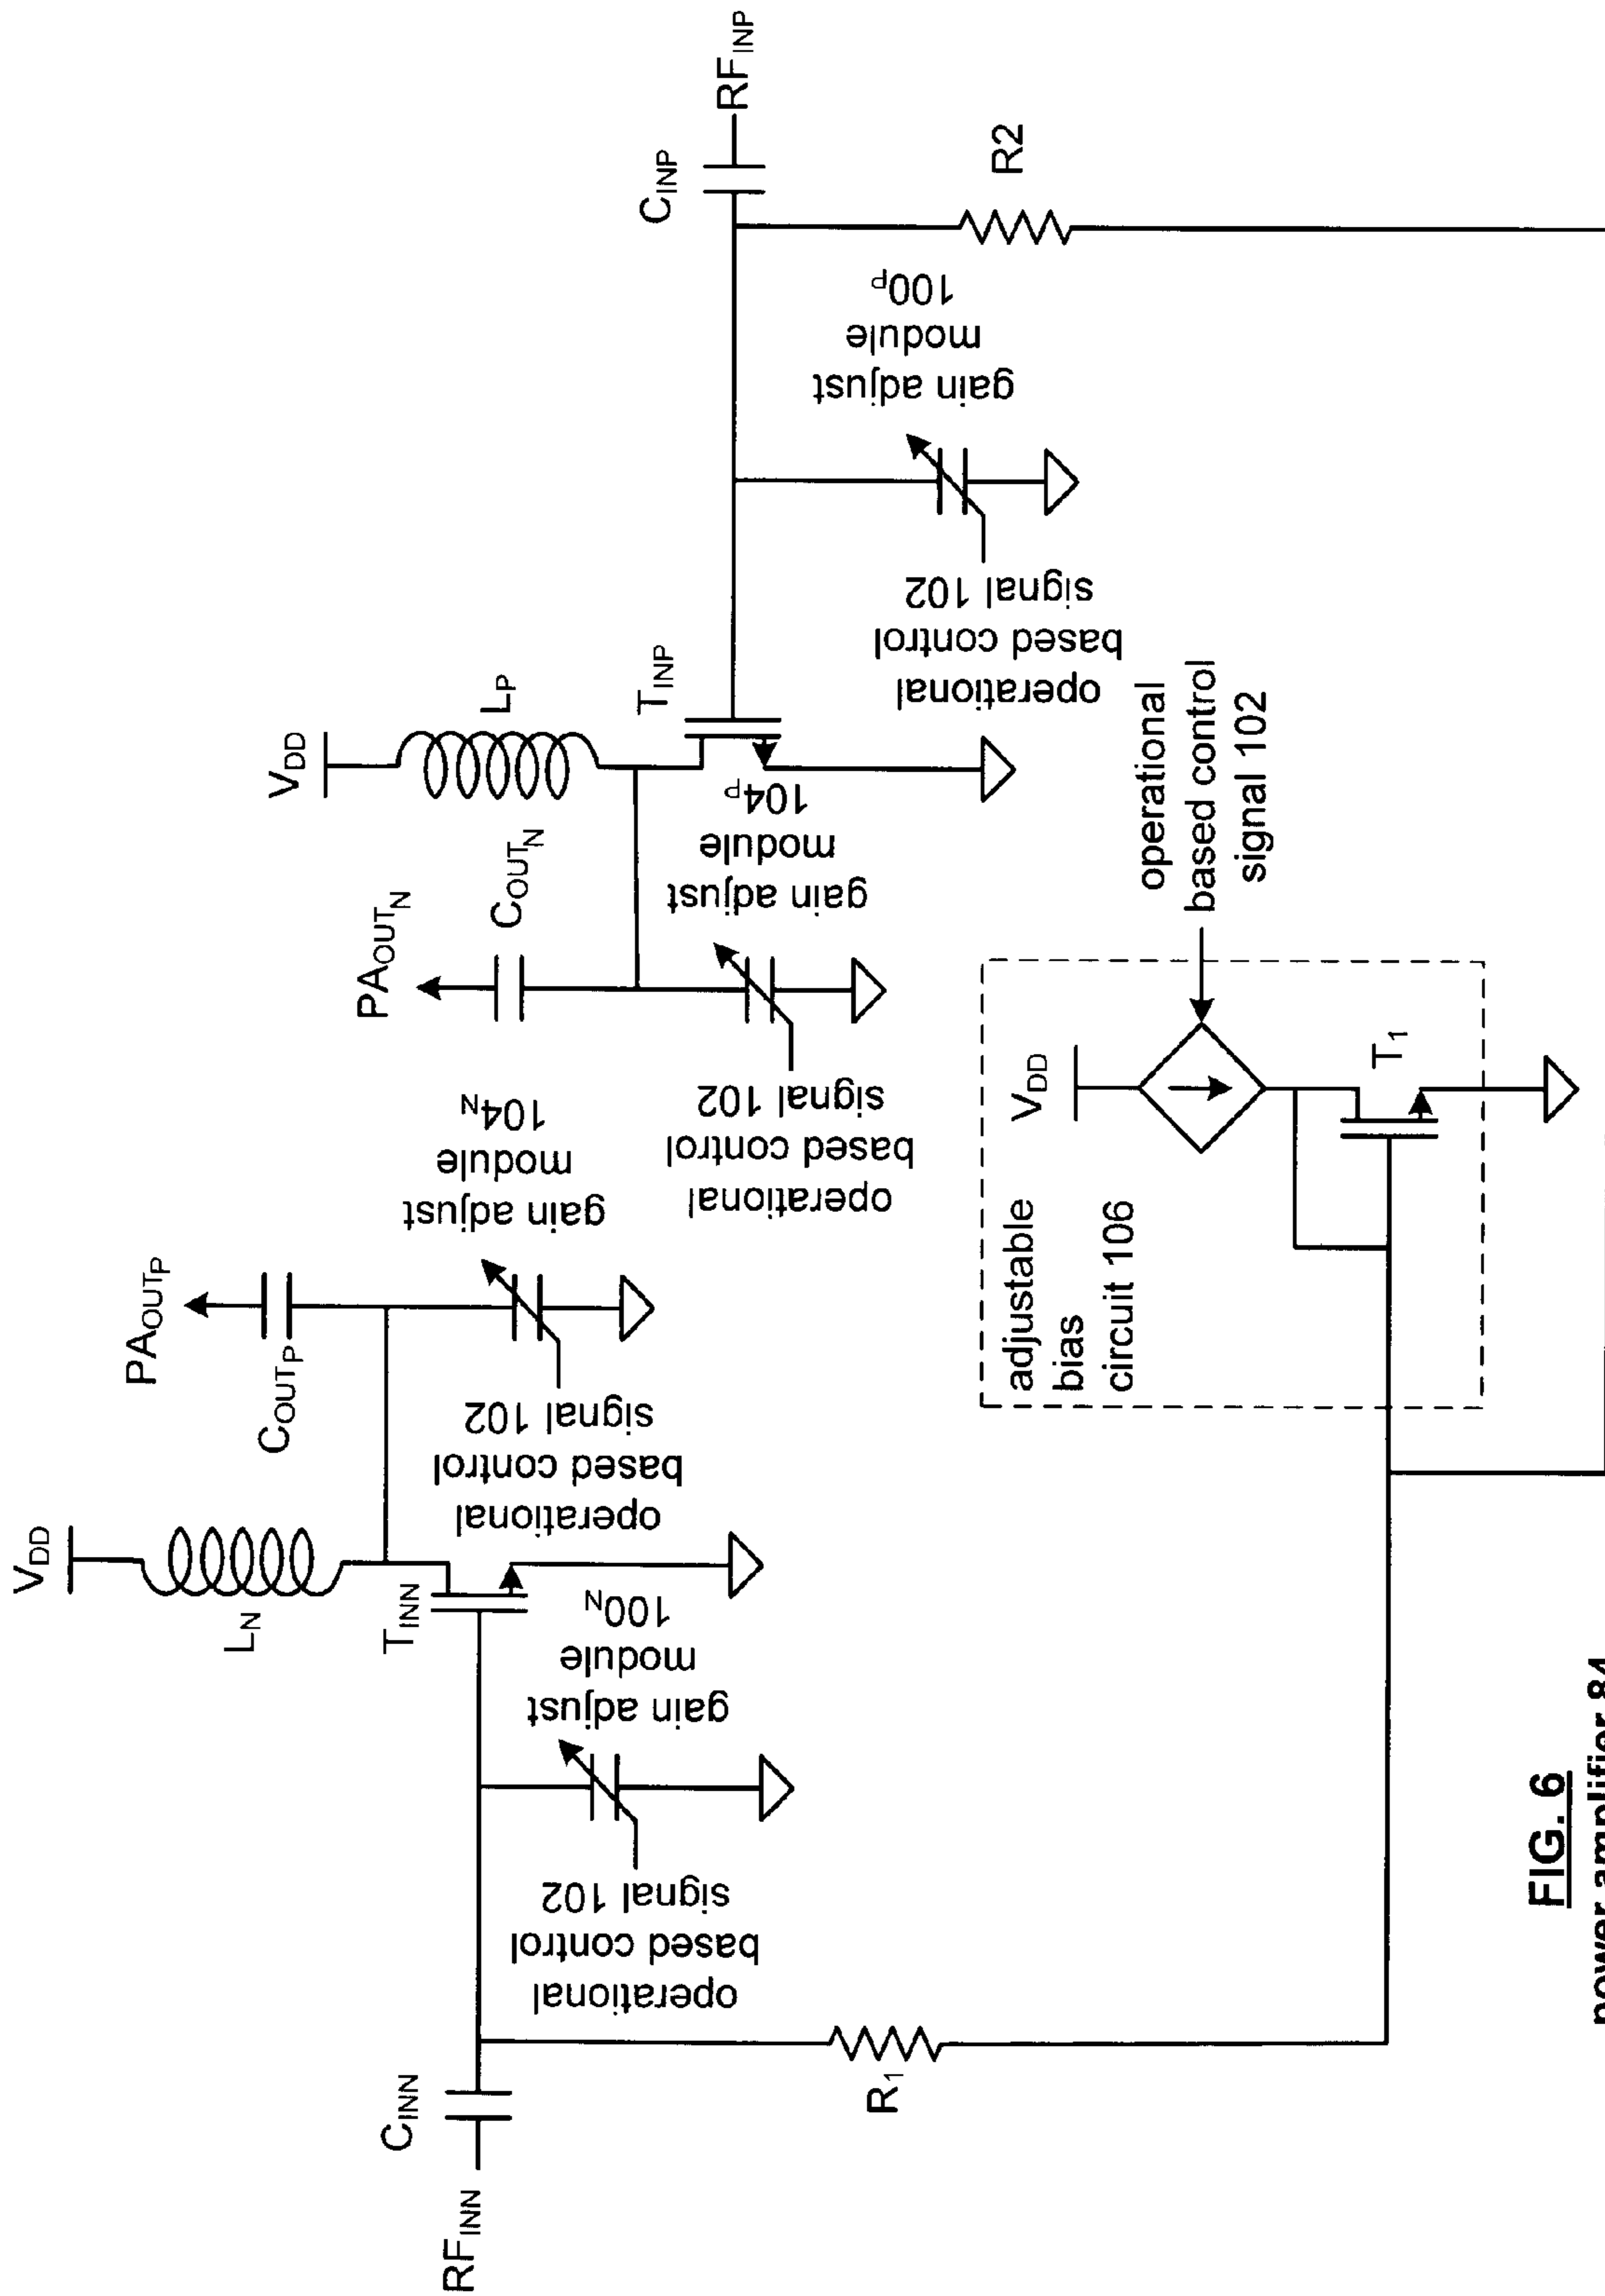 V_DD
L_N
T_INN
C_INN
RF_INN
R_1
gain adjust
module
100_N
operational
based control
signal 102
PA_OUT_P
C_OUT_P
gain adjust
module
104_N
operational
based control
signal 102
V_DD
L_P
T_INP
PA_OUT_N
C_OUT_N
gain adjust
module
104_P
operational
based control
signal 102
C_INP
RF_INP
R2
gain adjust
module
100_P
operational
based control
signal 102
adjustable
bias
circuit 106
V_DD
T_1
operational
based control
signal 102
FIG. 6
power amplifier 84